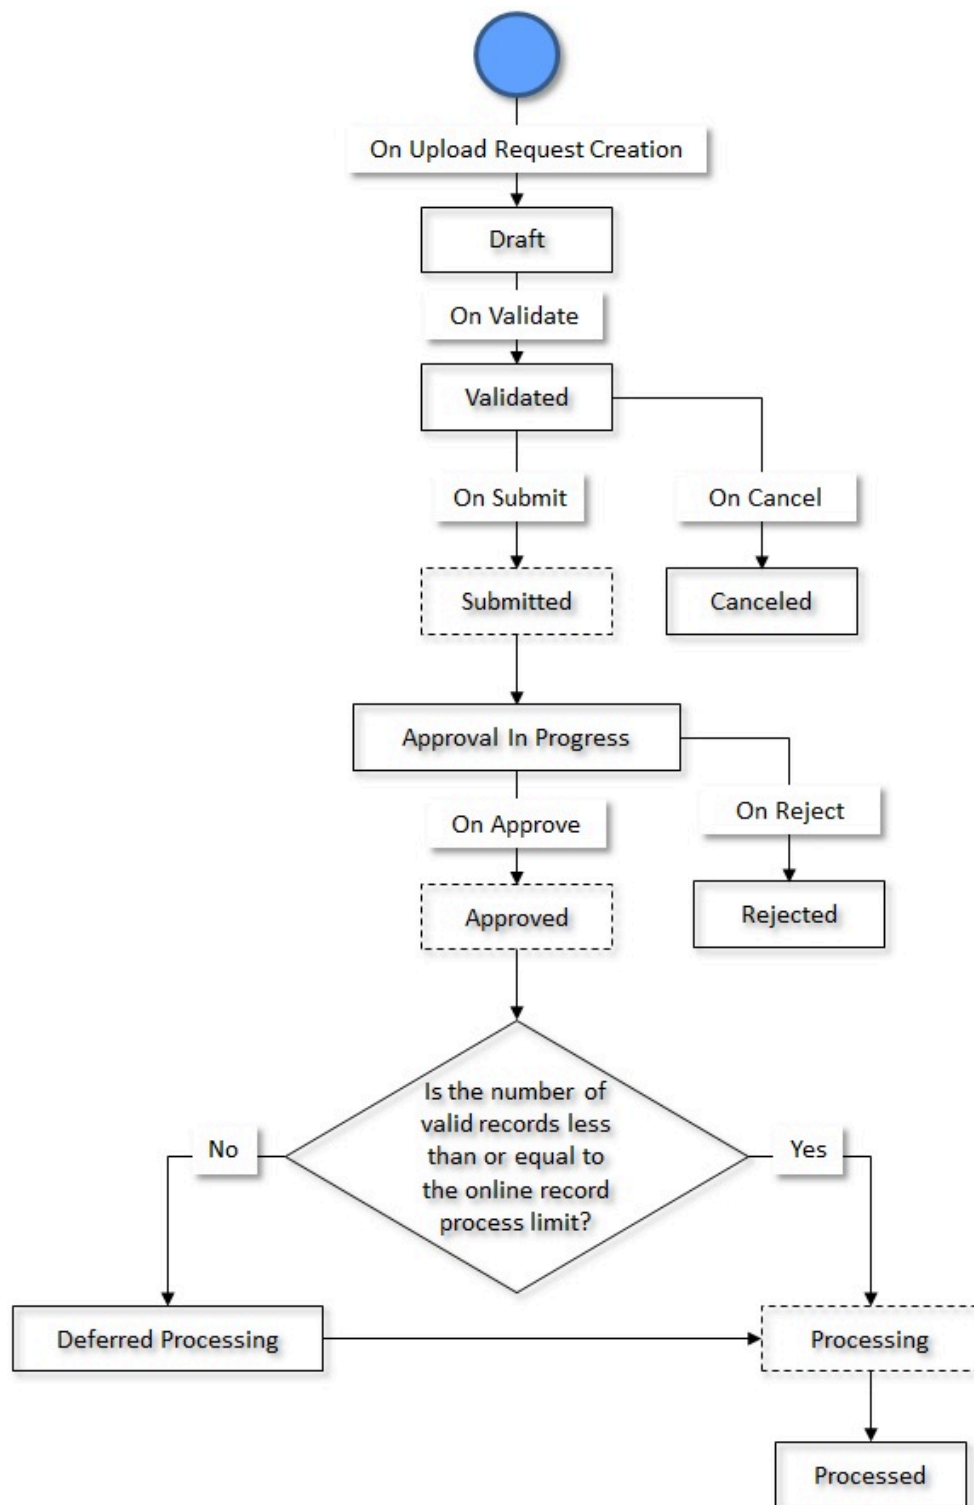 On Upload Request Creation
Draft
On Validate
Validated
On Submit
On Cancel
Submitted
Canceled
Approval In Progress
On Approve
On Reject
Approved
Rejected
Is the number of
valid records less
than or equal to
the online record
process limit?
No
Yes
Deferred Processing
Processing
Processed